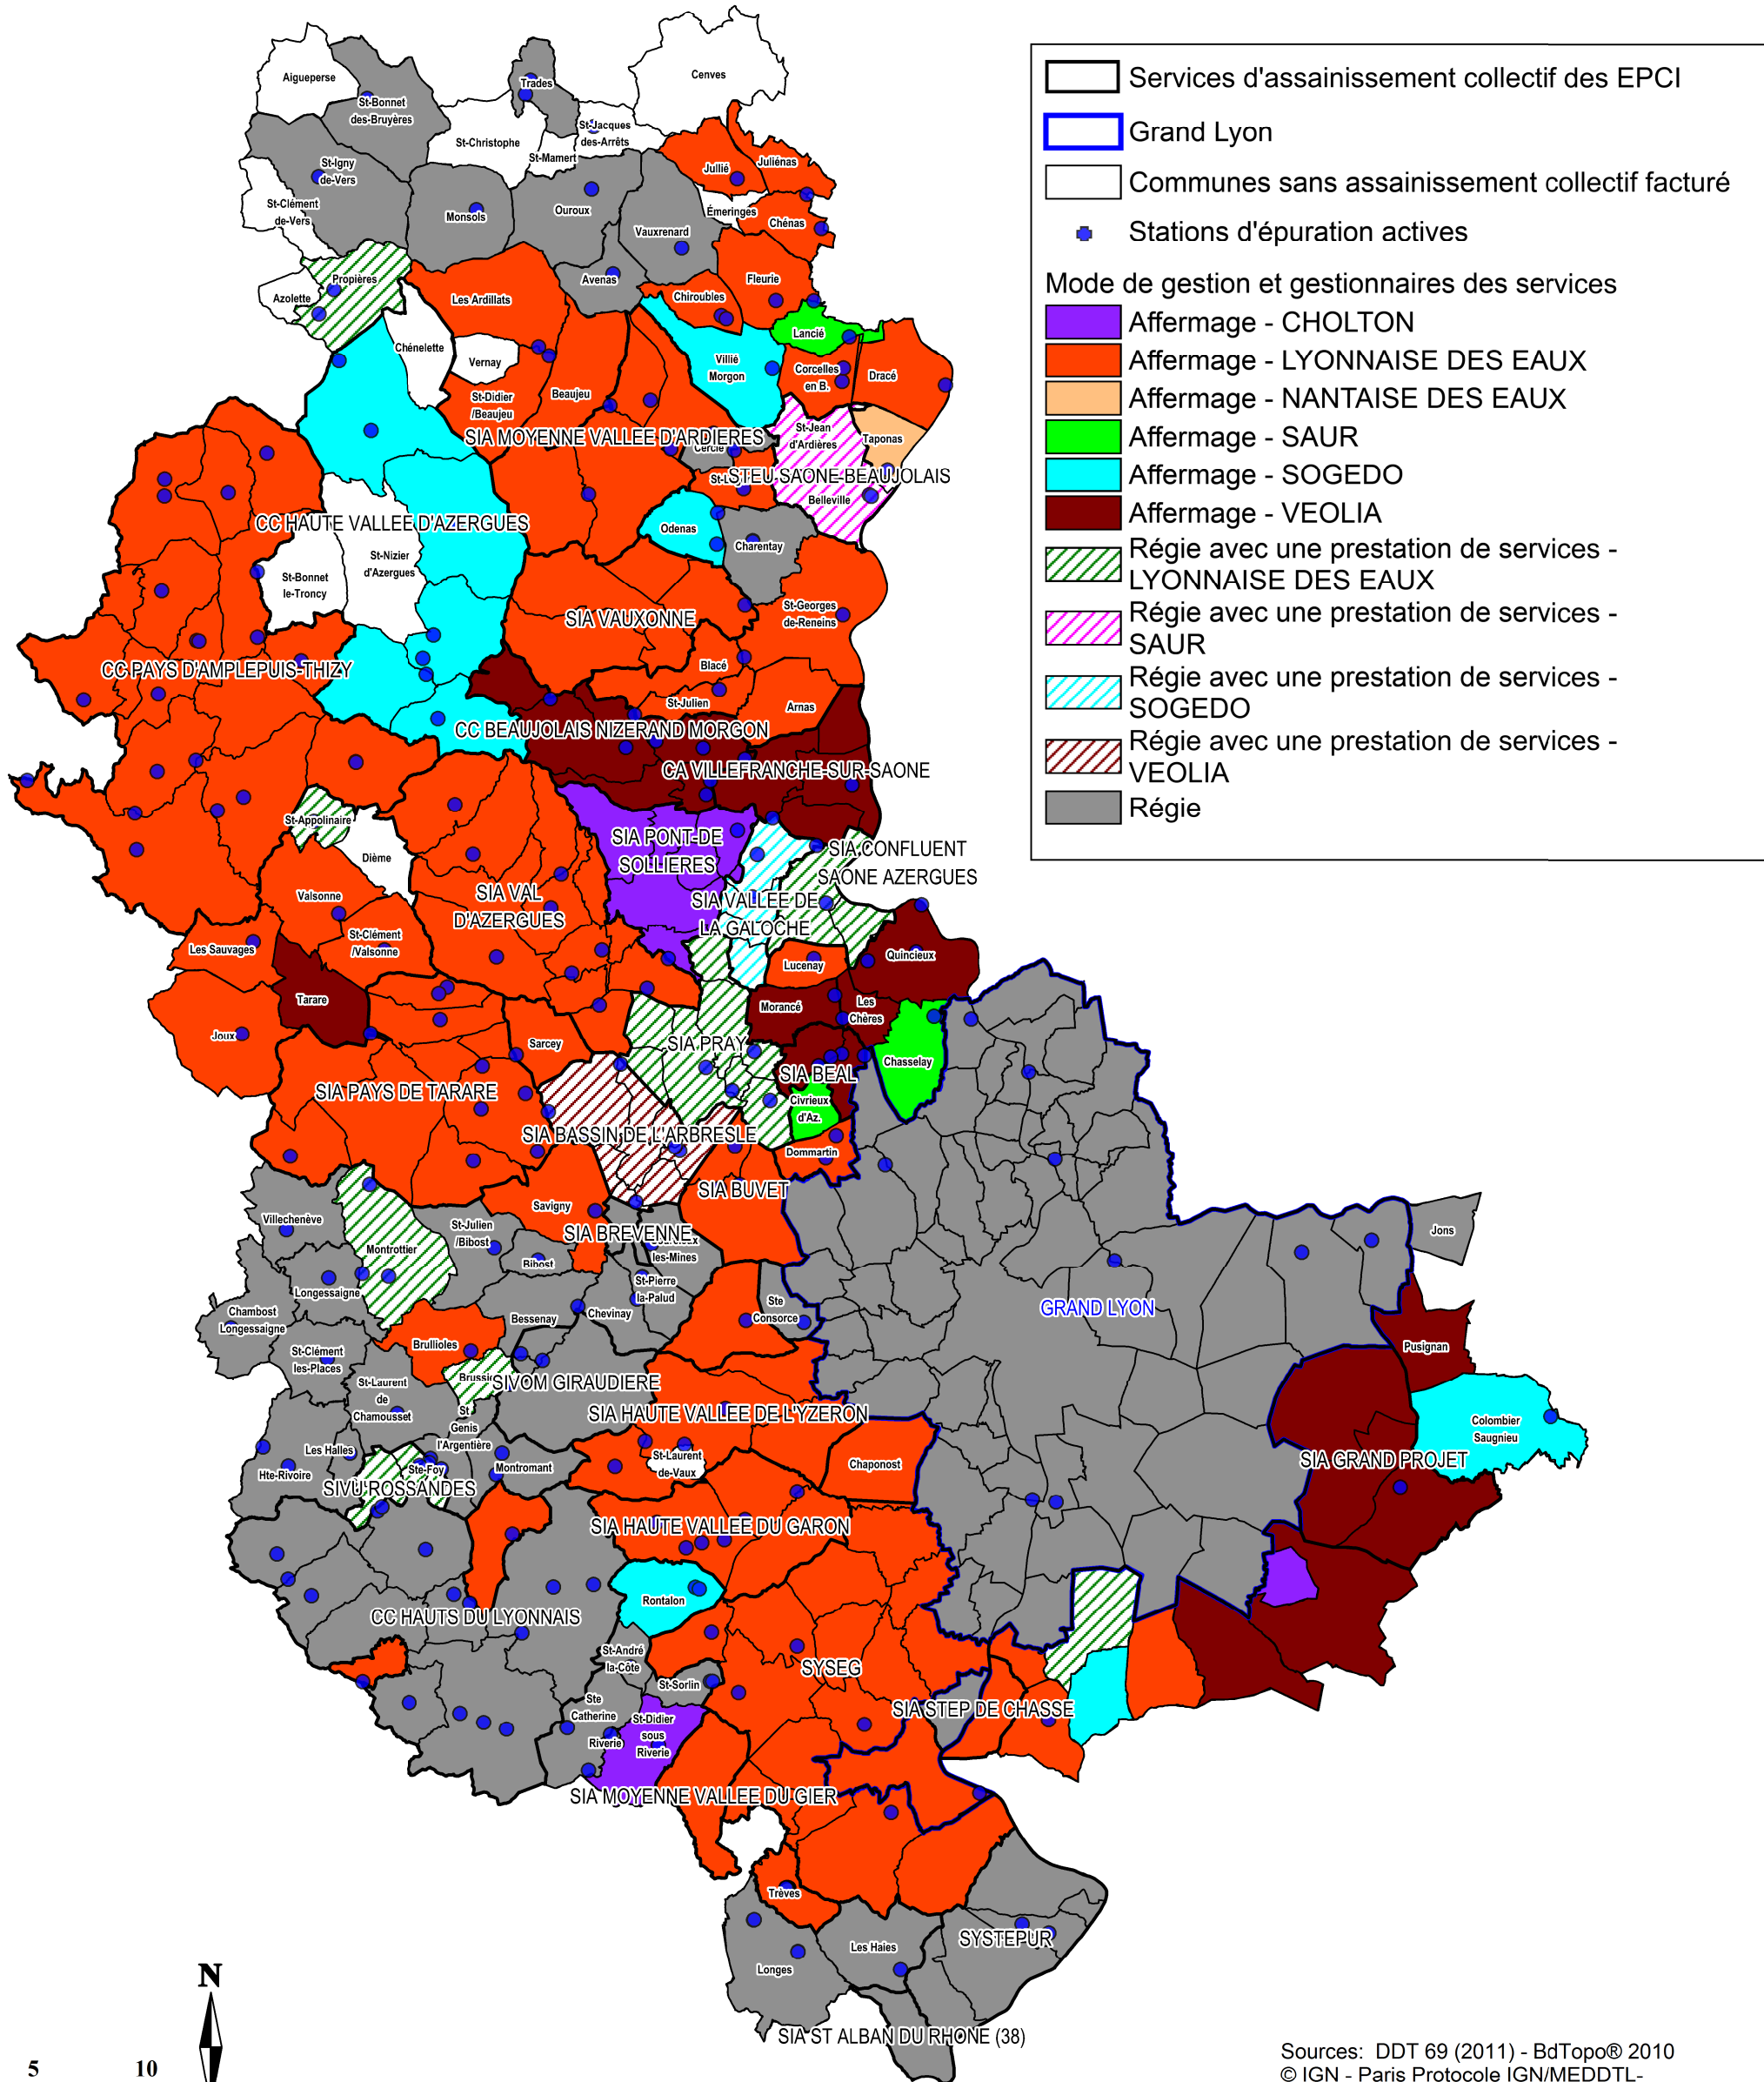 Aigueperse
St-Bonnet
des-Bruyères
Trades
Cenves
St-Christophe
St-Jacques
des-Arrêts
St-Mamert
St-Igny
de-Vers
Jullié
Juliénas
St-Clément
de-Vers
Monsols
Ouroux
Émeringes
Chénas
Vauxrenard
Propières
Azolette
Avenas
Fleurie
Les Ardillats
Chiroubles
Lancié
Chénelette
Vernay
Villié
Morgon
Corcelles
en B.
Dracé
St-Didier
/Beaujeu
Beaujeu
SIA MOYENNE VALLEE D'ARDIERES
St-Jean
d'Ardières
Taponas
Cercié
STEU SAONE BEAUJOLAIS
Belleville
CC HAUTE VALLEE D'AZERGUES
Odenas
Charentay
St-Nizier
d'Azergues
St-Bonnet
le-Troncy
SIA VAUXONNE
St-Georges
de-Reneins
CC PAYS D'AMPLEPUIS-THIZY
Blacé
St-Julien
Arnas
CC BEAUJOLAIS NIZERAND MORGON
CA VILLEFRANCHE-SUR-SAONE
St-Appolinaire
Dième
SIA PONT-DE
SOLLIERES
SIA CONFLUENT
SAONE AZERGUES
Valsonne
SIA VAL
D'AZERGUES
SIA VALLEE DE
LA GALOCHE
Les Sauvages
St-Clément
/Valsonne
Lucenay
Quincieux
Tarare
Morancé
Les
Chères
Joux
Sarcey
SIA PRAY
SIA BEAL
Chasselay
SIA PAYS DE TARARE
Civrieux
d'Az.
SIA BASSIN DE L'ARBRESLE
Dommartin
SIA BUVET
Savigny
Villechenève
St-Julien
/Bibost
SIA BREVENNE
les-Mines
Montrottier
Bibost
Jons
Longessaigne
St-Pierre
la-Palud
Chambost
Longessaigne
Bessenay
Chevinay
Ste
Consorce
GRAND LYON
St-Clément
les-Places
Brullioles
Pusignan
SIVOM GIRAUDIERE
St-Laurent
de
Chamousset
St
Genis
l'Argentière
SIA HAUTE VALLEE DE L'YZERON
Colombier
Saugnieu
Les Halles
Hte-Rivoire
Ste-Foy
Montromant
St-Laurent
de-Vaux
Chaponost
SIA GRAND PROJET
SIVU ROSSANDES
SIA HAUTE VALLEE DU GARON
Rontalon
CC HAUTS DU LYONNAIS
St-André
la-Côte
SYSEG
St-Sorlin
Ste
Catherine
SIA STEP DE CHASSE
St-Didier
sous
Riverie
Riverie
SIA MOYENNE VALLEE DU GIER
Trèves
Les Haies
SYSTEPUR
Longes
SIA ST ALBAN DU RHONE (38)
Services d'assainissement collectif des EPCI
Grand Lyon
Communes sans assainissement collectif facturé
Stations d'épuration actives
Mode de gestion et gestionnaires des services
Affermage - CHOLTON
Affermage - LYONNAISE DES EAUX
Affermage - NANTAISE DES EAUX
Affermage - SAUR
Affermage - SOGEDO
Affermage - VEOLIA
Régie avec une prestation de services -
LYONNAISE DES EAUX
Régie avec une prestation de services -
SAUR
Régie avec une prestation de services -
SOGEDO
Régie avec une prestation de services -
VEOLIA
Régie
N
5 10
Sources: DDT 69 (2011) - BdTopo® 2010
© IGN - Paris Protocole IGN/MEDDTL-